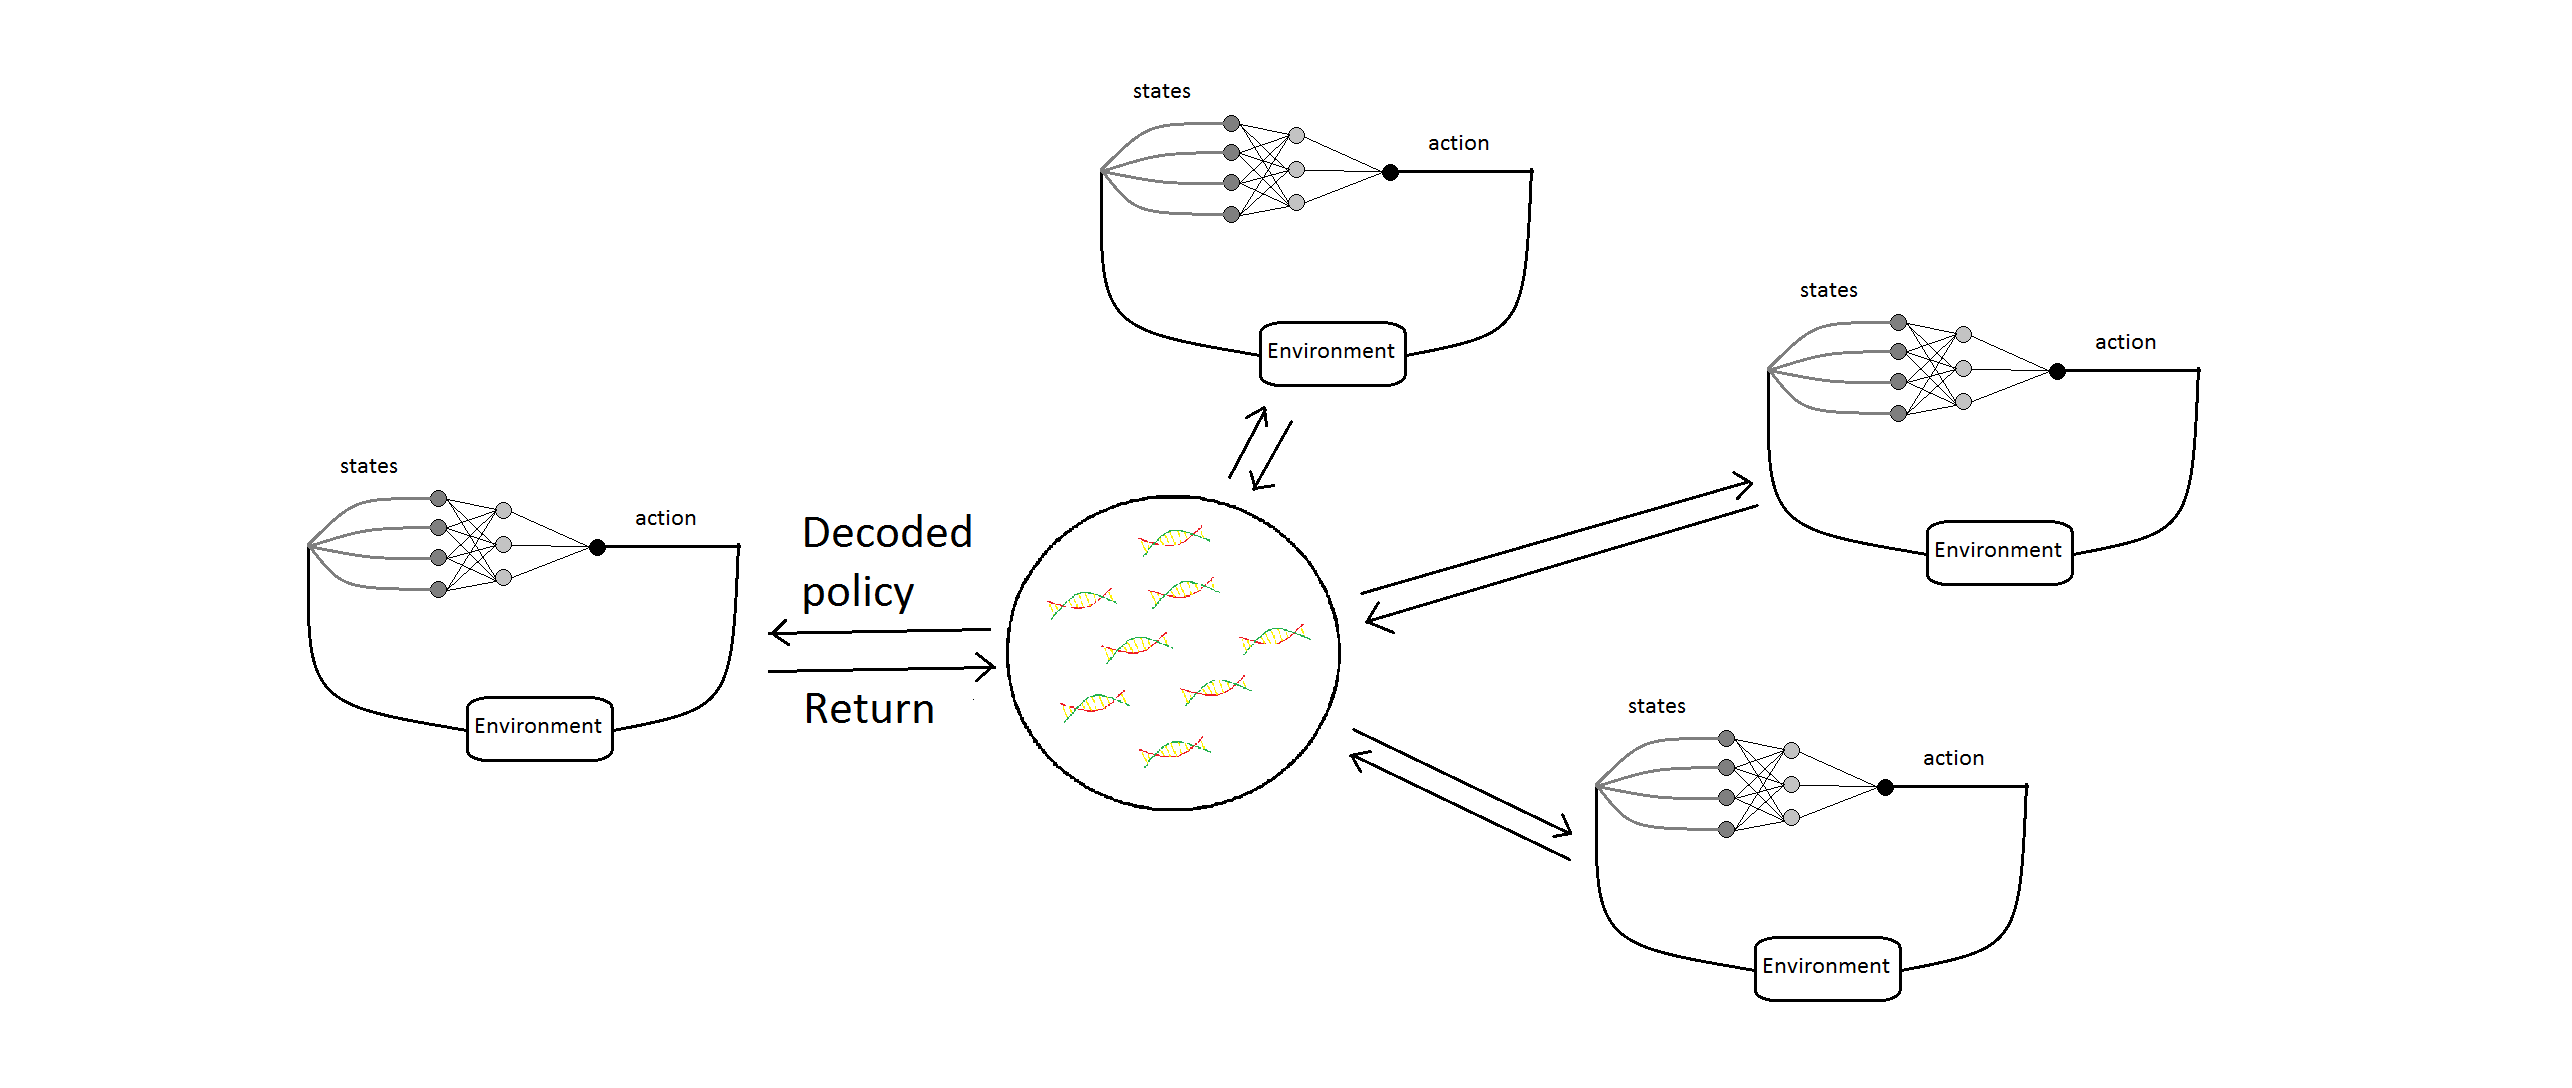 states
action
Environment
states
action
Environment
states
action
Environment
Decoded
policy
Return
states
action
Environment